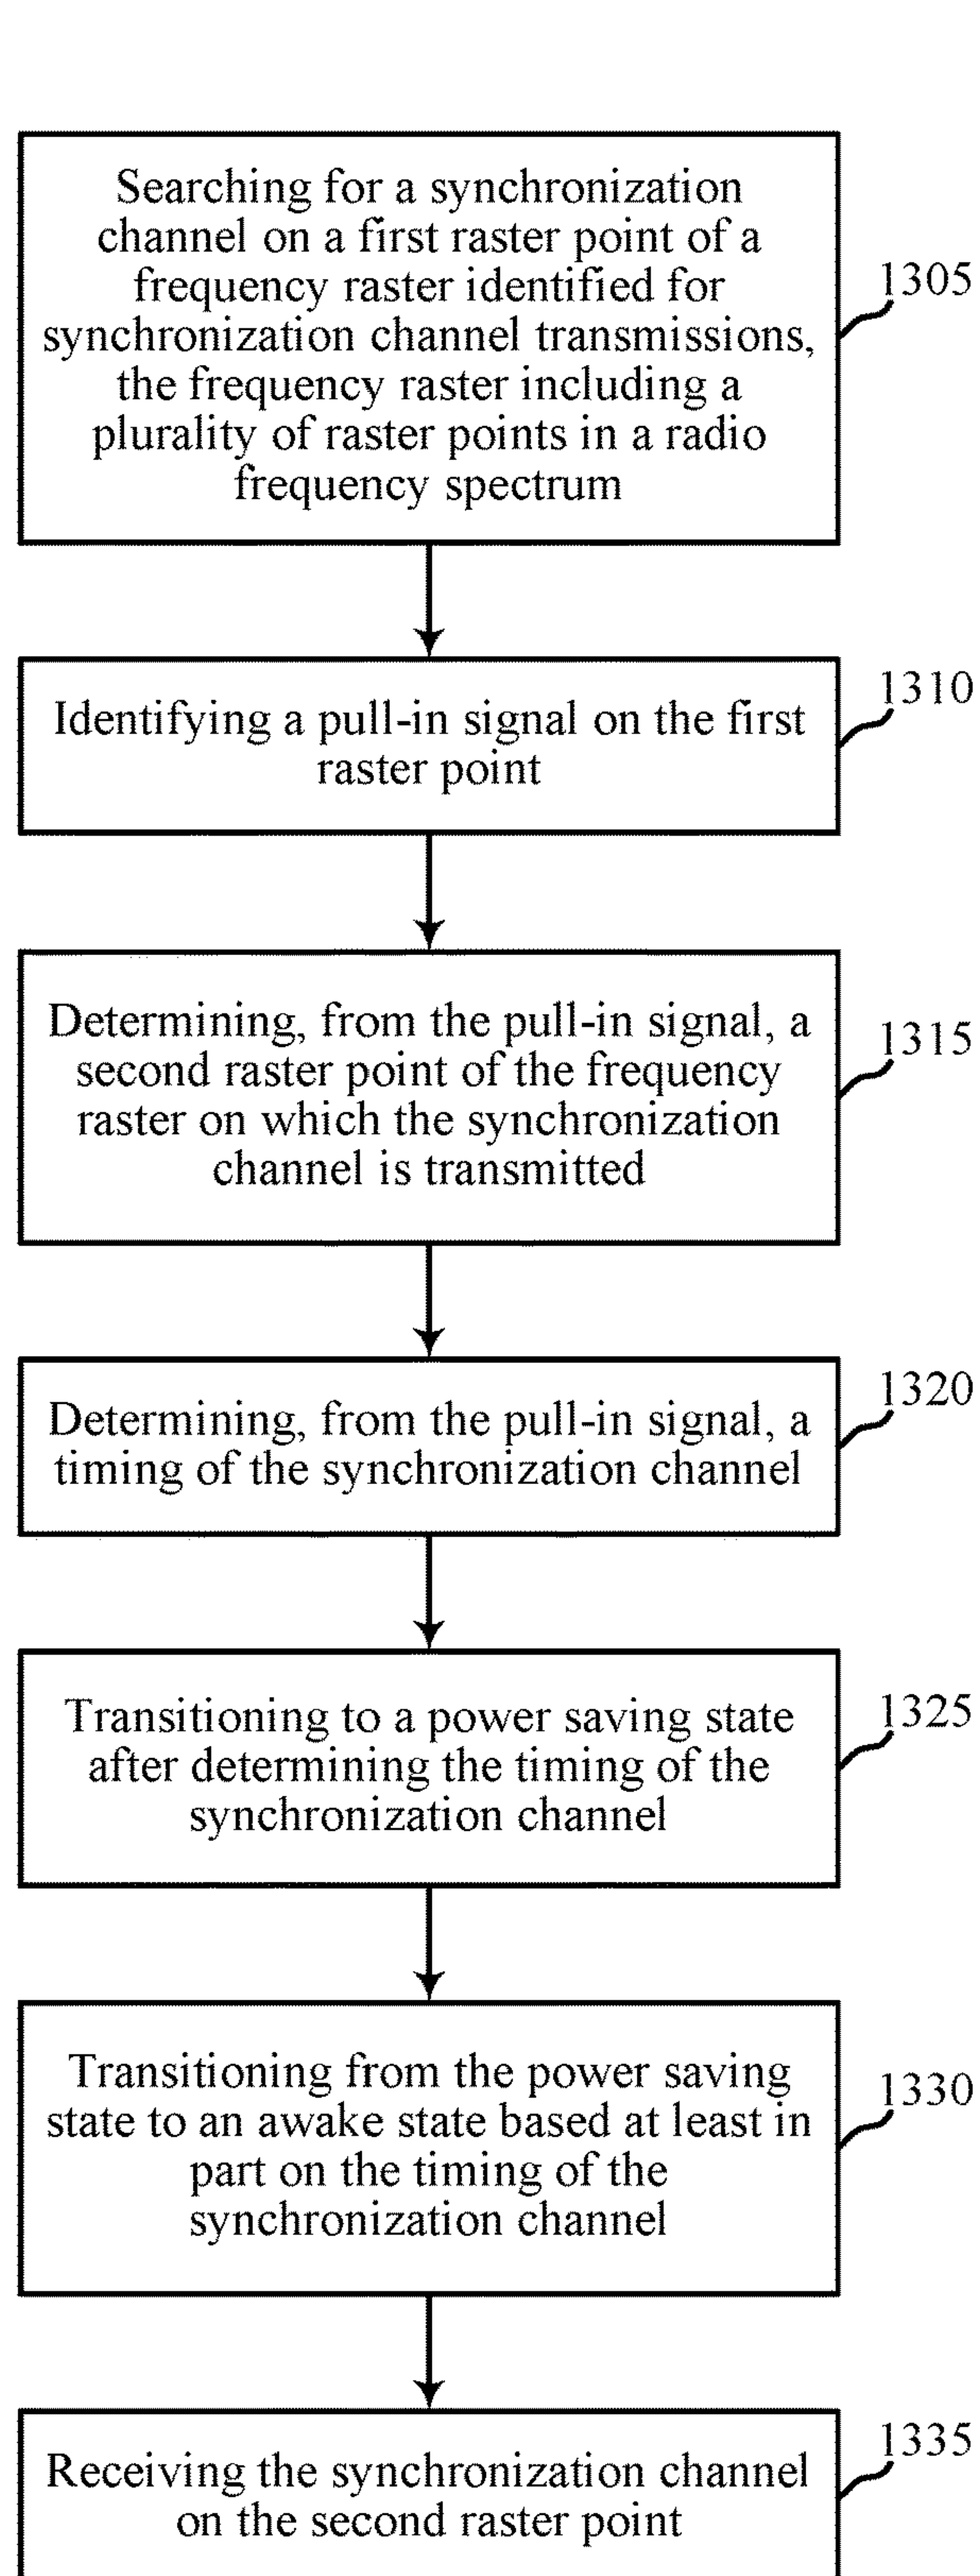 Searching for a synchronization
channel on a first raster point of a
frequency raster identified for
synchronization channel transmissions,
the frequency raster including a
plurality of raster points in a radio
frequency spectrum
1305
Identifying a pull-in signal on the first
raster point
1310
Determining, from the pull-in signal, a
second raster point of the frequency
raster on which the synchronization
channel is transmitted
1315
Determining, from the pull-in signal, a
timing of the synchronization channel
1320
Transitioning to a power saving state
after determining the timing of the
synchronization channel
1325
Transitioning from the power saving
state to an awake state based at least in
part on the timing of the
synchronization channel
1330
Receiving the synchronization channel
on the second raster point
1335